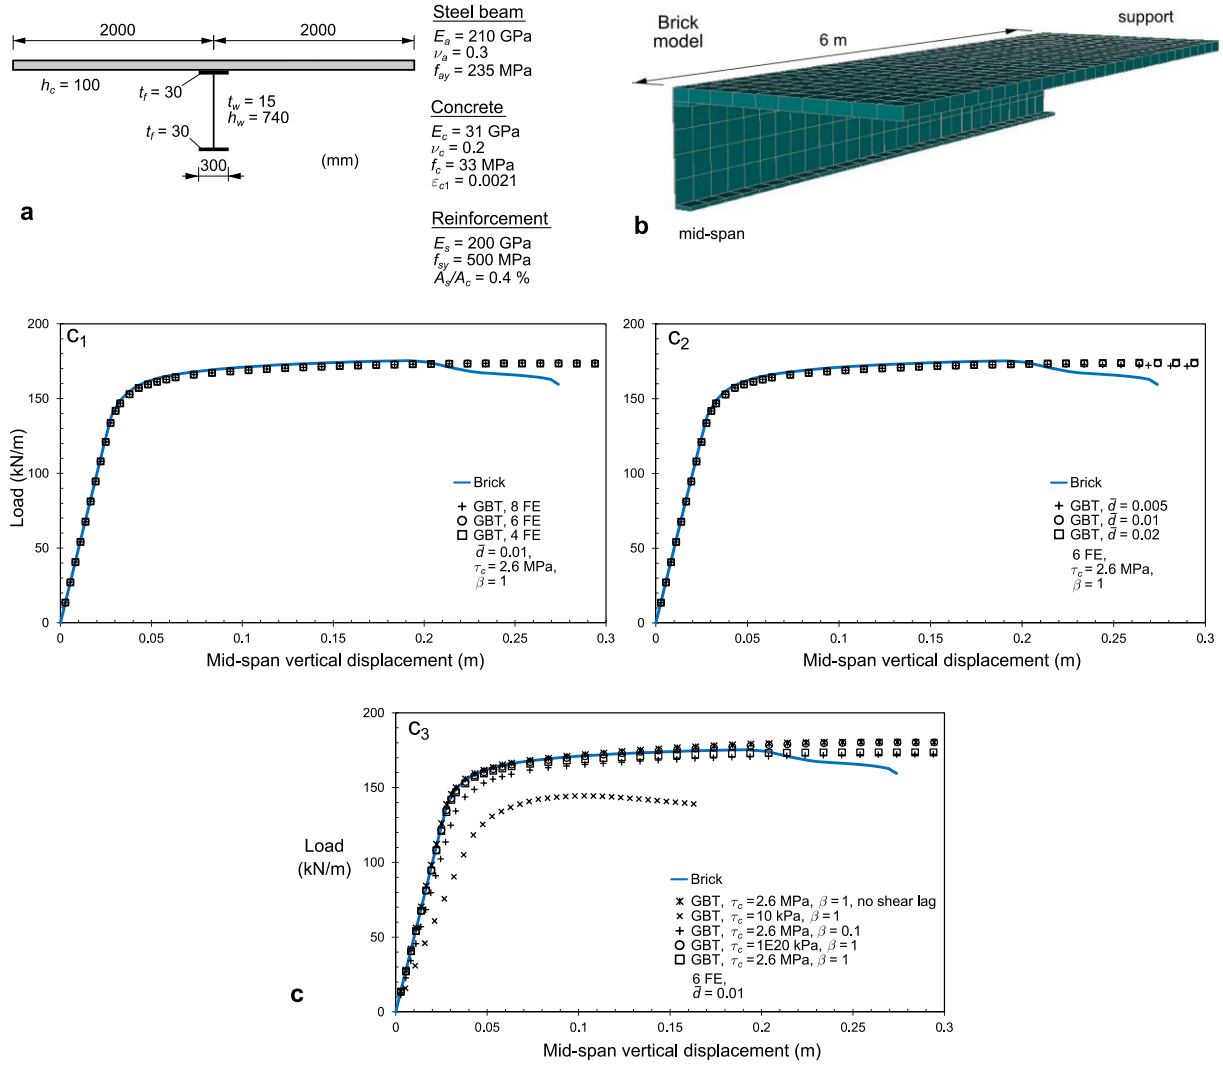 a
2000
2000
h_c = 100
t_f = 30
t_w = 15
h_w = 740
t_f = 30
300
(mm)
Steel beam
E_a = 210 GPa
ν_a = 0.3
f_ay = 235 MPa
Concrete
E_c = 31 GPa
ν_c = 0.2
f_c = 33 MPa
ε_c1 = 0.0021
Reinforcement
E_s = 200 GPa
f_sy = 500 MPa
A_s/A_c = 0.4 %
b
Brick
model
6 m
support
mid-span
c1
200
150
100
50
0
Load (kN/m)
Brick
GBT, 8 FE
GBT, 6 FE
GBT, 4 FE
d̄ = 0.01,
τ_c = 2.6 MPa,
β = 1
0 0.05 0.1 0.15 0.2 0.25 0.3
Mid-span vertical displacement (m)
c2
200
150
100
50
0
Brick
GBT, d̄ = 0.005
GBT, d̄ = 0.01
GBT, d̄ = 0.02
6 FE,
τ_c = 2.6 MPa,
β = 1
0 0.05 0.1 0.15 0.2 0.25 0.3
Mid-span vertical displacement (m)
c
c3
200
150
100
50
0
Load
(kN/m)
Brick
GBT, τ_c = 2.6 MPa, β = 1, no shear lag
GBT, τ_c = 10 kPa, β = 1
GBT, τ_c = 2.6 MPa, β = 0.1
GBT, τ_c = 1E20 kPa, β = 1
GBT, τ_c = 2.6 MPa, β = 1
6 FE,
d̄ = 0.01
0 0.05 0.1 0.15 0.2 0.25 0.3
Mid-span vertical displacement (m)